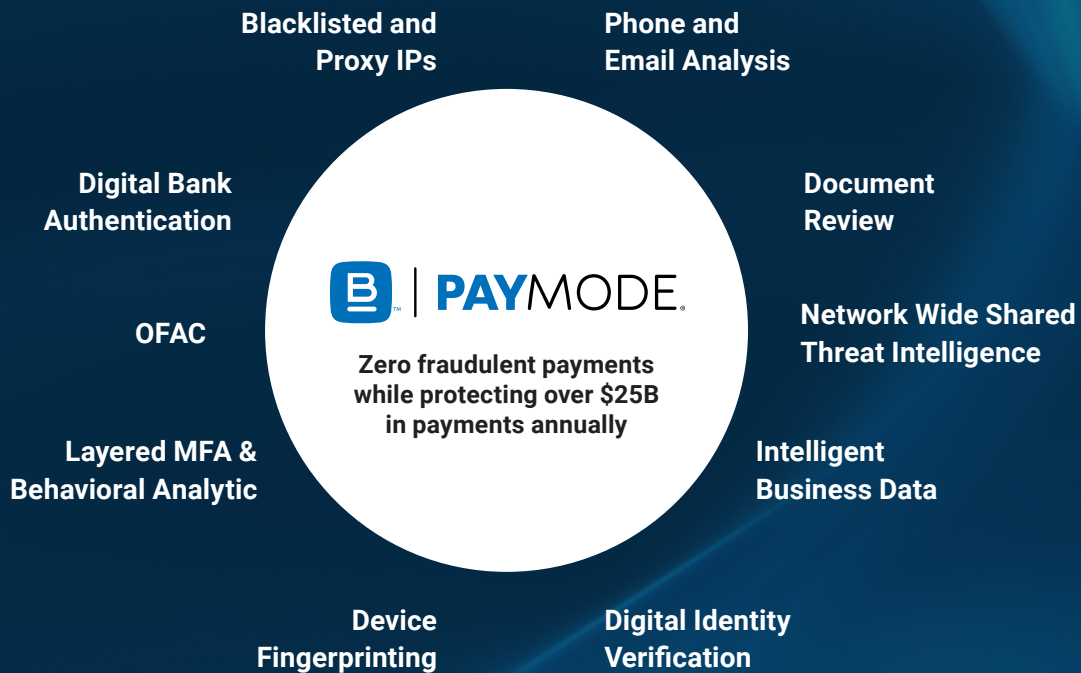 Blacklisted and
Proxy IPs
Phone and
Email Analysis
Digital Bank
Authentication
Document
Review
OFAC
Network Wide Shared
Threat Intelligence
B™ | PAYMODE®
Zero fraudulent payments
while protecting over $25B
in payments annually
Layered MFA &
Behavioral Analytic
Intelligent
Business Data
Device
Fingerprinting
Digital Identity
Verification